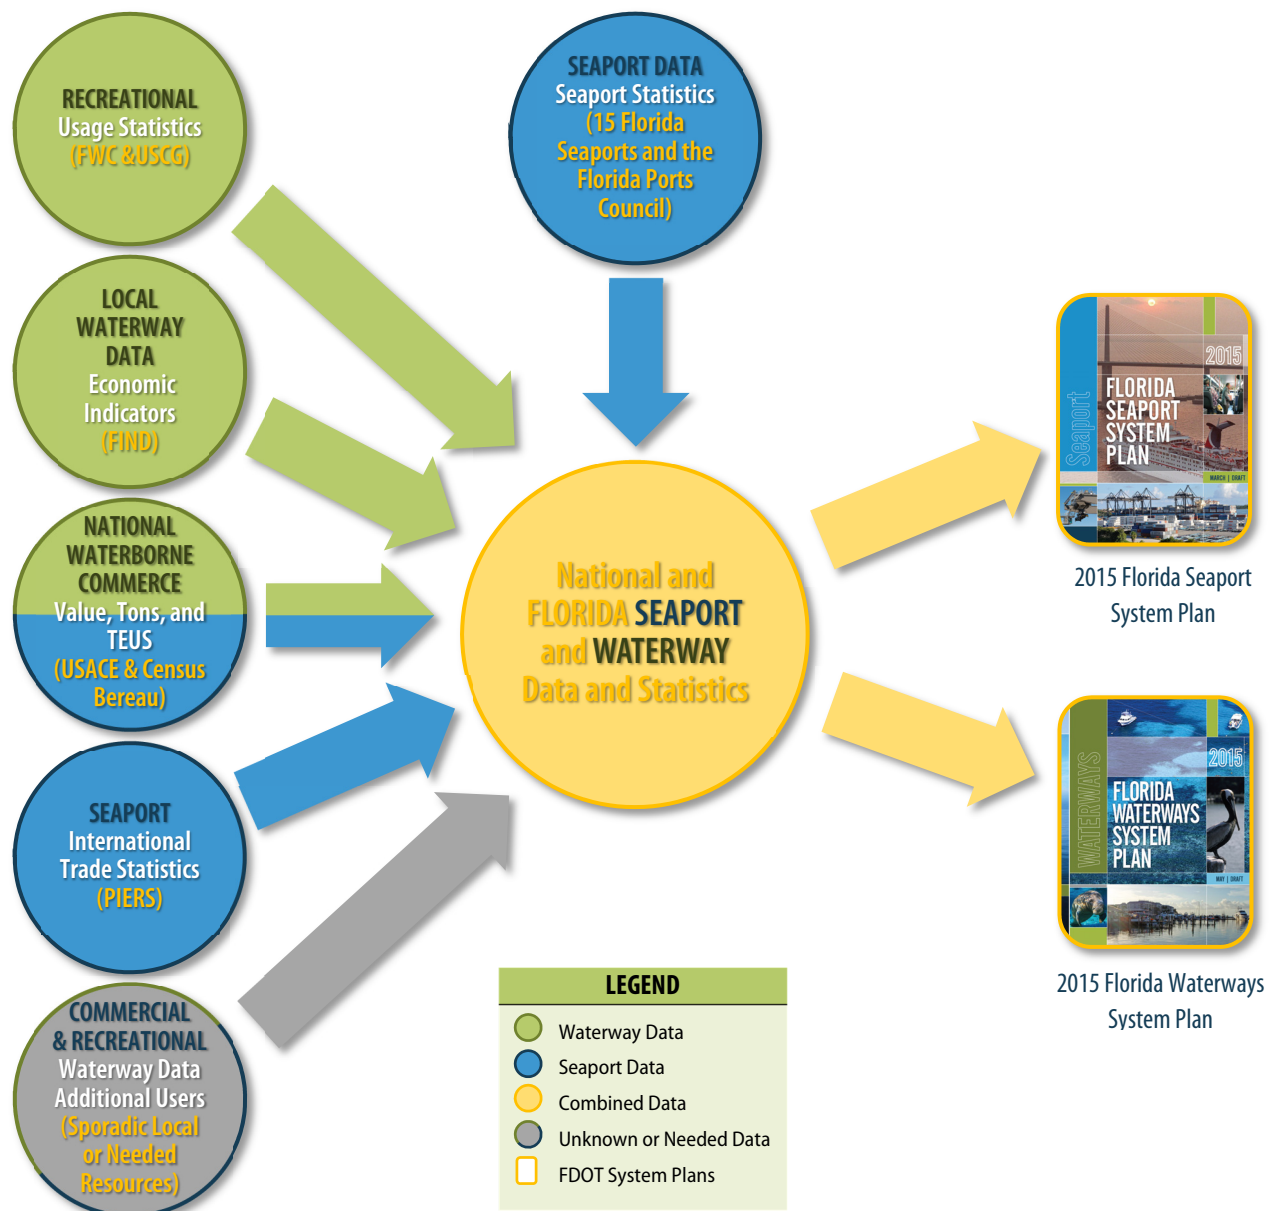 RECREATIONAL
Usage Statistics
(FWC &USCG)
SEAPORT DATA
Seaport Statistics
(15 Florida
Seaports and the
Florida Ports
Council)
LOCAL
WATERWAY
DATA
Economic
Indicators
(FIND)
NATIONAL
WATERBORNE
COMMERCE
Value, Tons, and
TEUS
(USACE & Census
Bereau)
SEAPORT
International
Trade Statistics
(PIERS)
COMMERCIAL
& RECREATIONAL
Waterway Data
Additional Users
(Sporadic Local
or Needed
Resources)
National and
FLORIDA SEAPORT
and WATERWAY
Data and Statistics
Seaport
2015
FLORIDA
SEAPORT
SYSTEM
PLAN
MARCH | DRAFT
2015 Florida Seaport
System Plan
WATERWAYS
2015
FLORIDA
WATERWAYS
SYSTEM
PLAN
MAY | DRAFT
2015 Florida Waterways
System Plan
LEGEND
Waterway Data
Seaport Data
Combined Data
Unknown or Needed Data
FDOT System Plans